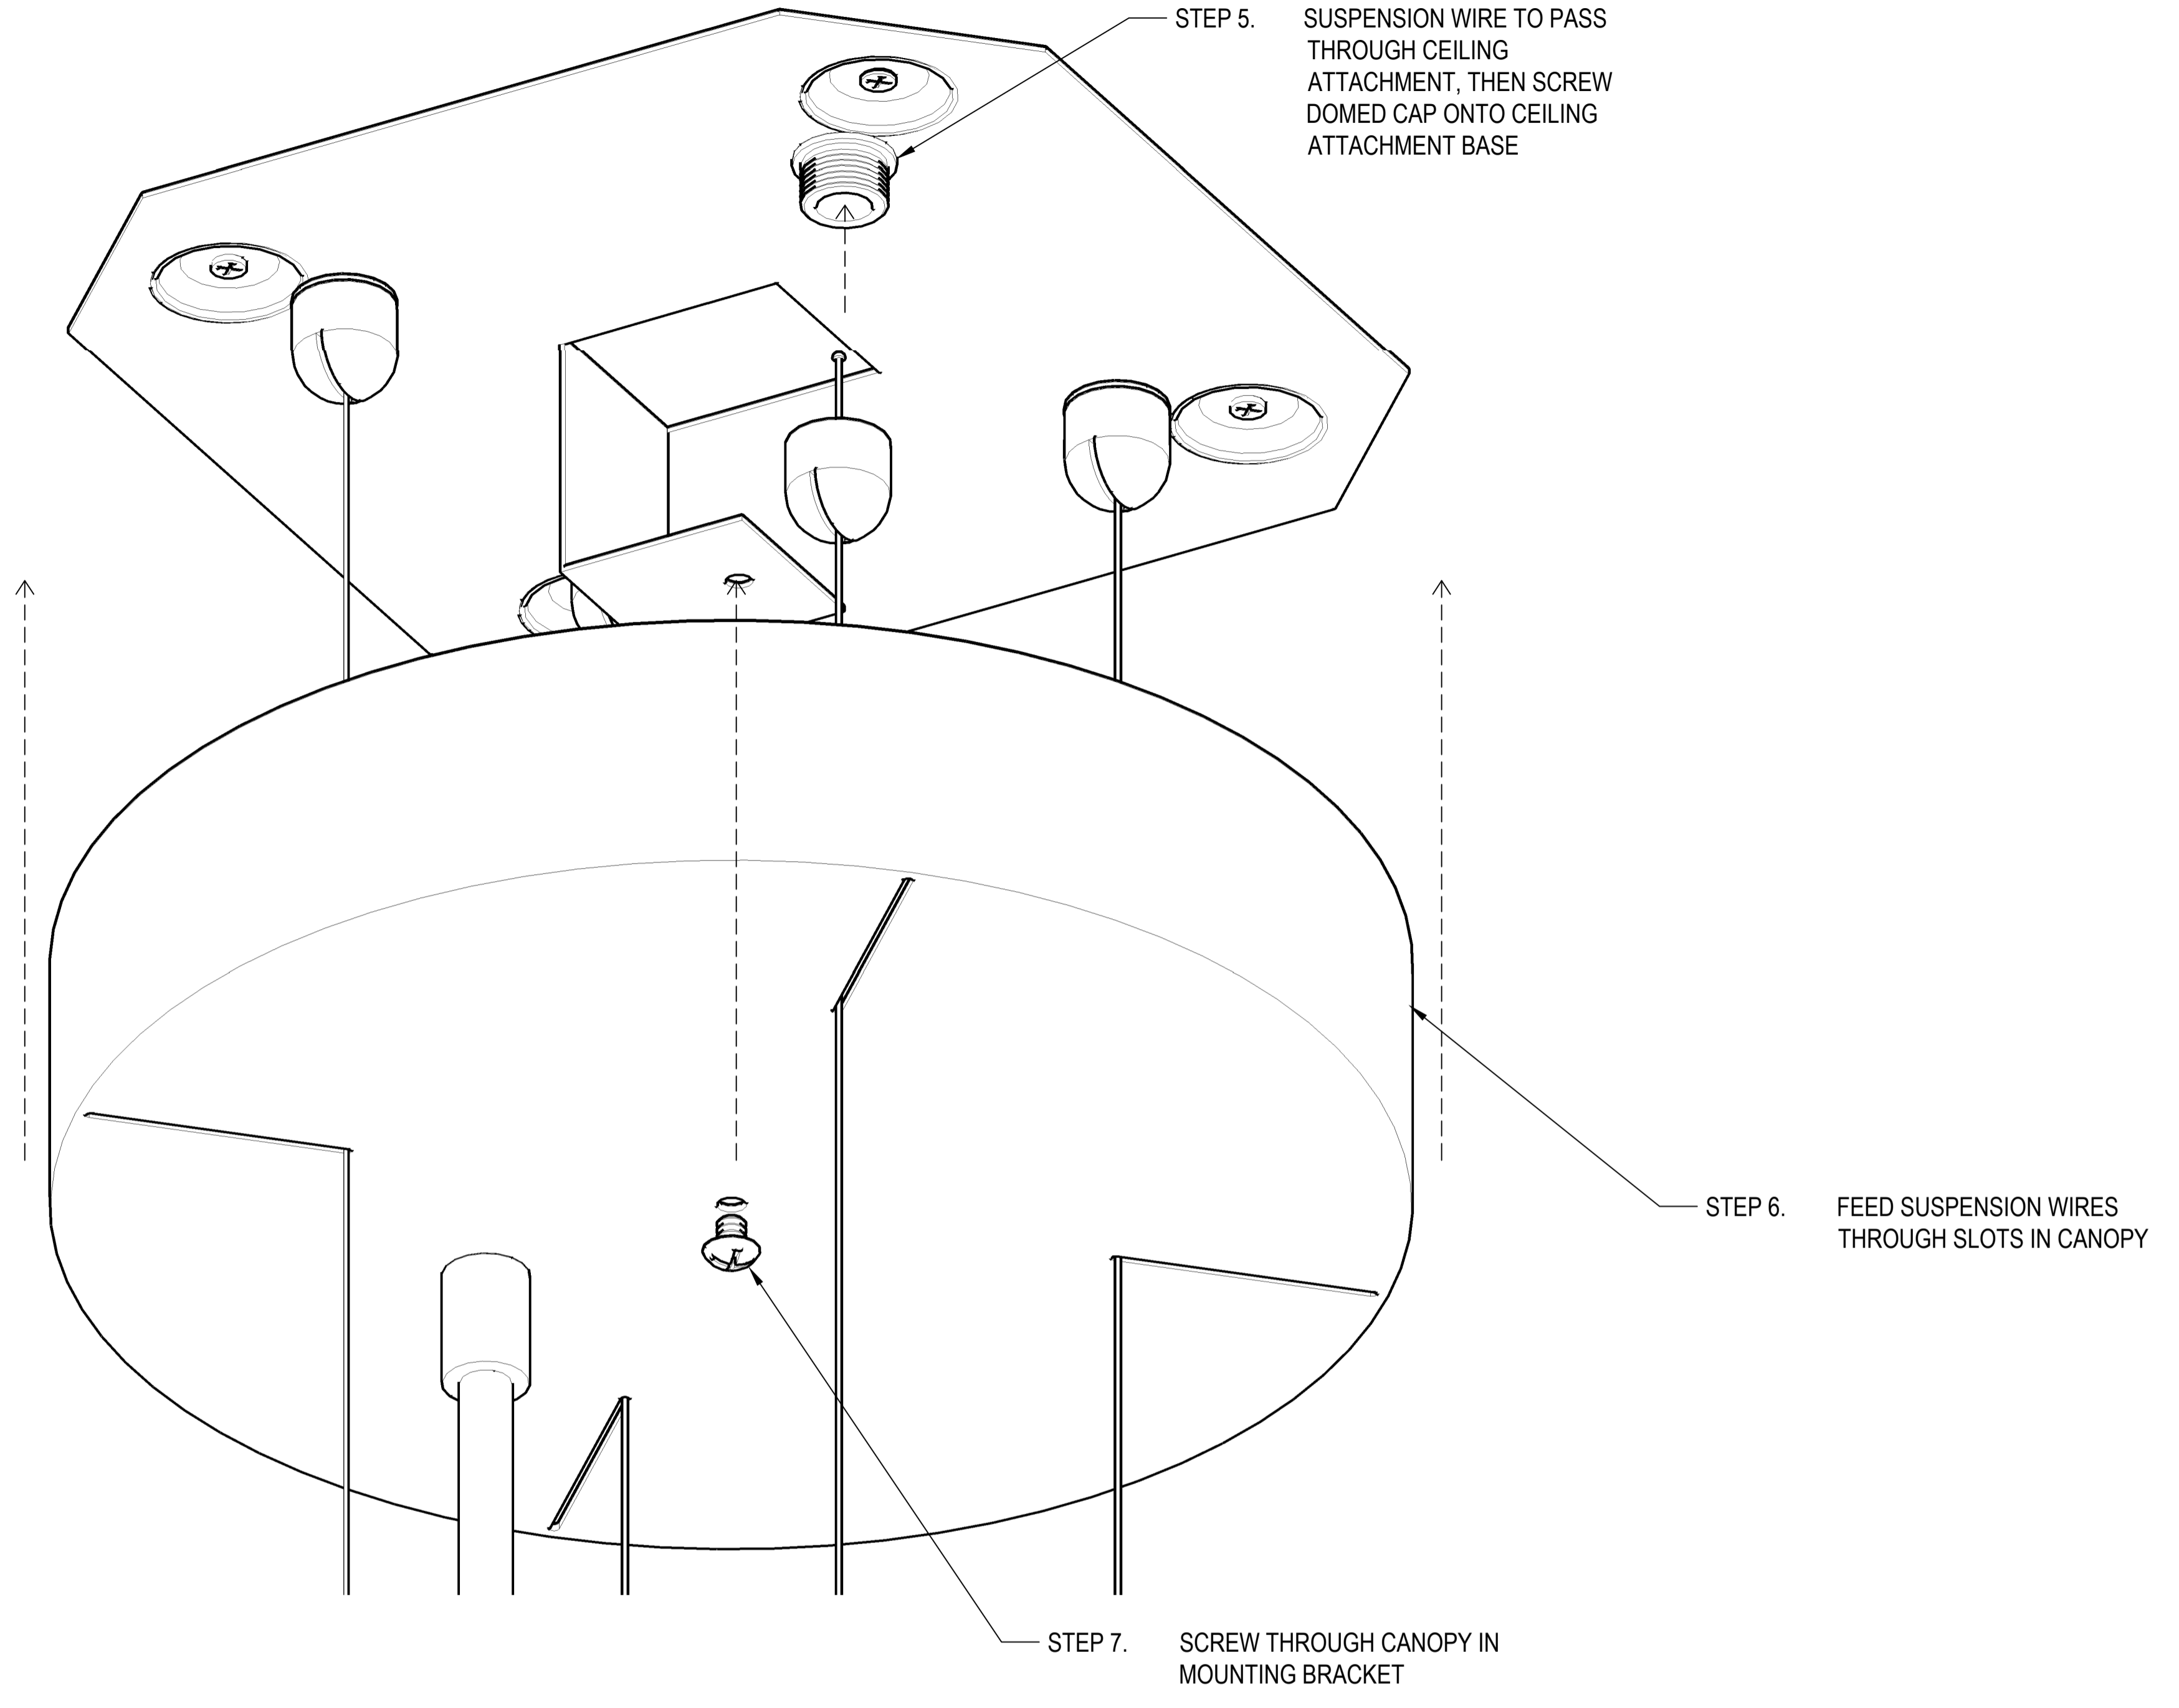 STEP 5. SUSPENSION WIRE TO PASS
THROUGH CEILING
ATTACHMENT, THEN SCREW
DOMED CAP ONTO CEILING
ATTACHMENT BASE
STEP 6. FEED SUSPENSION WIRES
THROUGH SLOTS IN CANOPY
STEP 7. SCREW THROUGH CANOPY IN
MOUNTING BRACKET